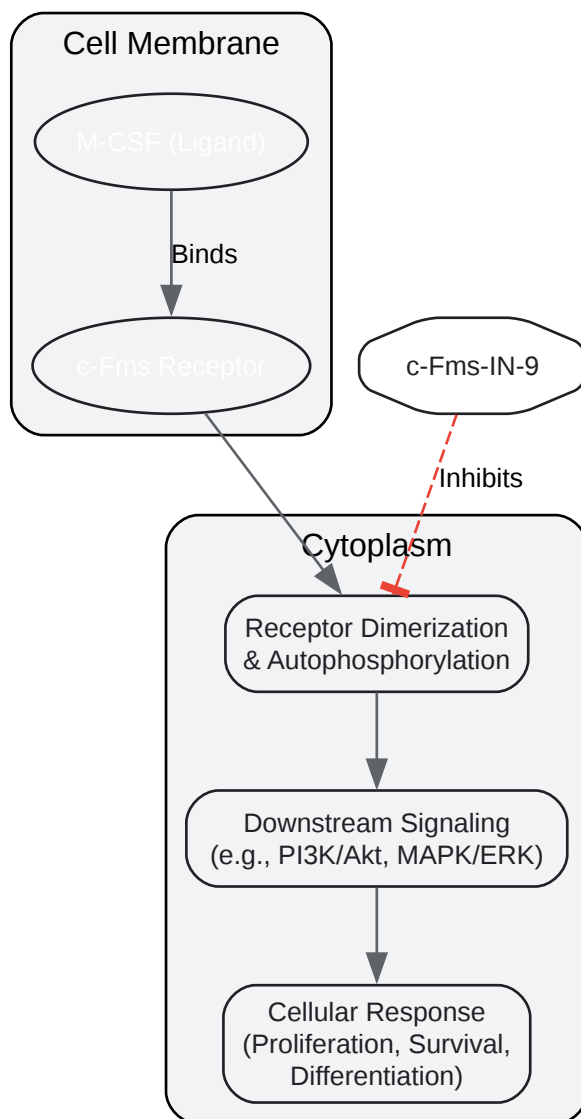 Cell Membrane
M-CSF (Ligand)
Binds
c-Fms Receptor
c-Fms-IN-9
Inhibits
Cytoplasm
Receptor Dimerization
& Autophosphorylation
Downstream Signaling
(e.g., PI3K/Akt, MAPK/ERK)
Cellular Response
(Proliferation, Survival,
Differentiation)